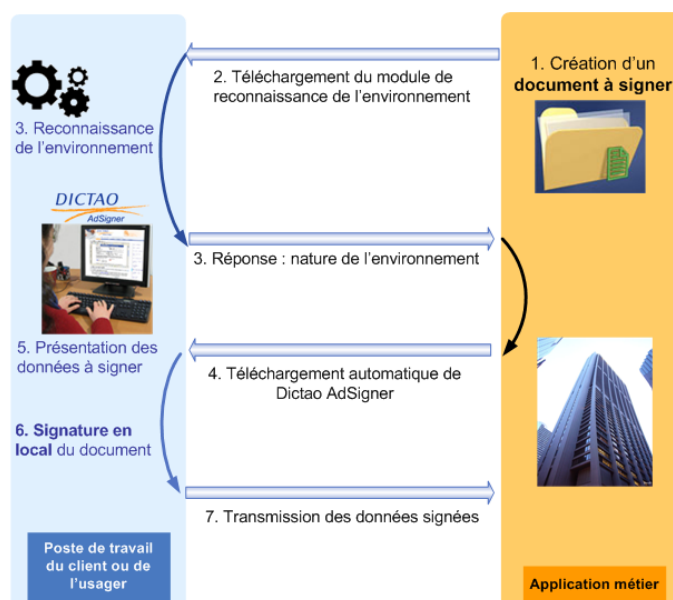 1. Création d'un
document à signer
2. Téléchargement du module de
reconnaissance de l'environnement
3. Reconnaissance
de l'environnement
DICTAO
AdSigner
3. Réponse : nature de l'environnement
5. Présentation des
données à signer
4. Téléchargement automatique de
Dictao AdSigner
6. Signature en
local du document
7. Transmission des données signées
Poste de travail
du client ou de
l'usager
Application métier